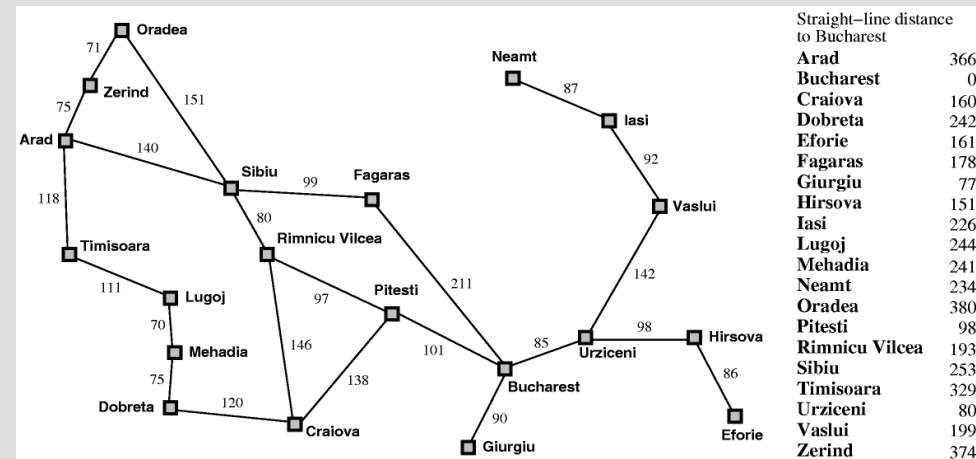 Oradea
71
Neamt
Zerind
87
151
75
Iasi
Arad
140
92
Sibiu
Fagaras
99
118
Vaslui
80
Timisoara
Rimnicu Vilcea
142
111
211
Lugoj
97
Pitesti
70
98
Hirsova
146
85
Mehadia
101
Urziceni
75
138
86
Bucharest
Dobreta
120
90
Craiova
Eforie
Giurgiu
Straight−line distance
to Bucharest
Arad 366
Bucharest 0
Craiova 160
Dobreta 242
Eforie 161
Fagaras 178
Giurgiu 77
Hirsova 151
Iasi 226
Lugoj 244
Mehadia 241
Neamt 234
Oradea 380
Pitesti 98
Rimnicu Vilcea 193
Sibiu 253
Timisoara 329
Urziceni 80
Vaslui 199
Zerind 374